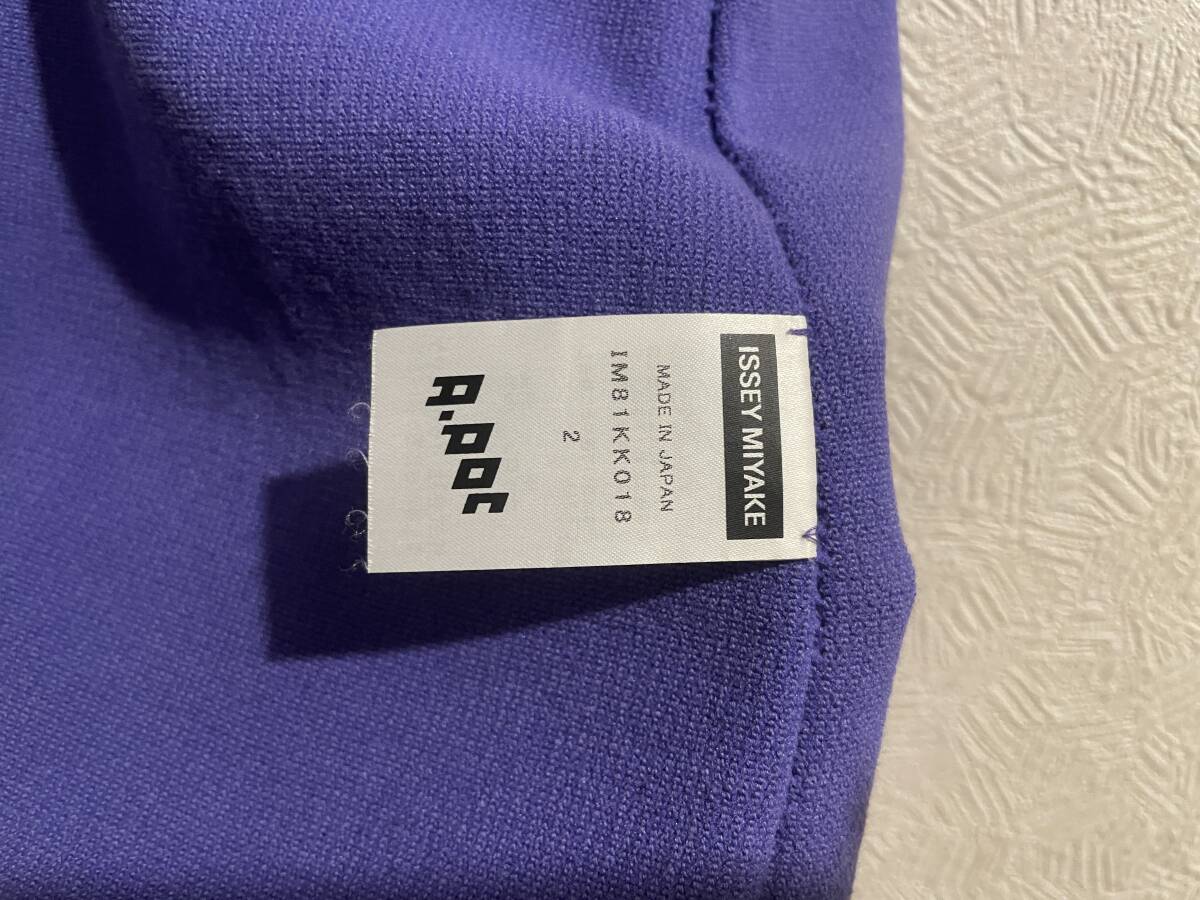 ISSEY MIYAKE
MADE IN JAPAN
IM81KK018
2
A.POC